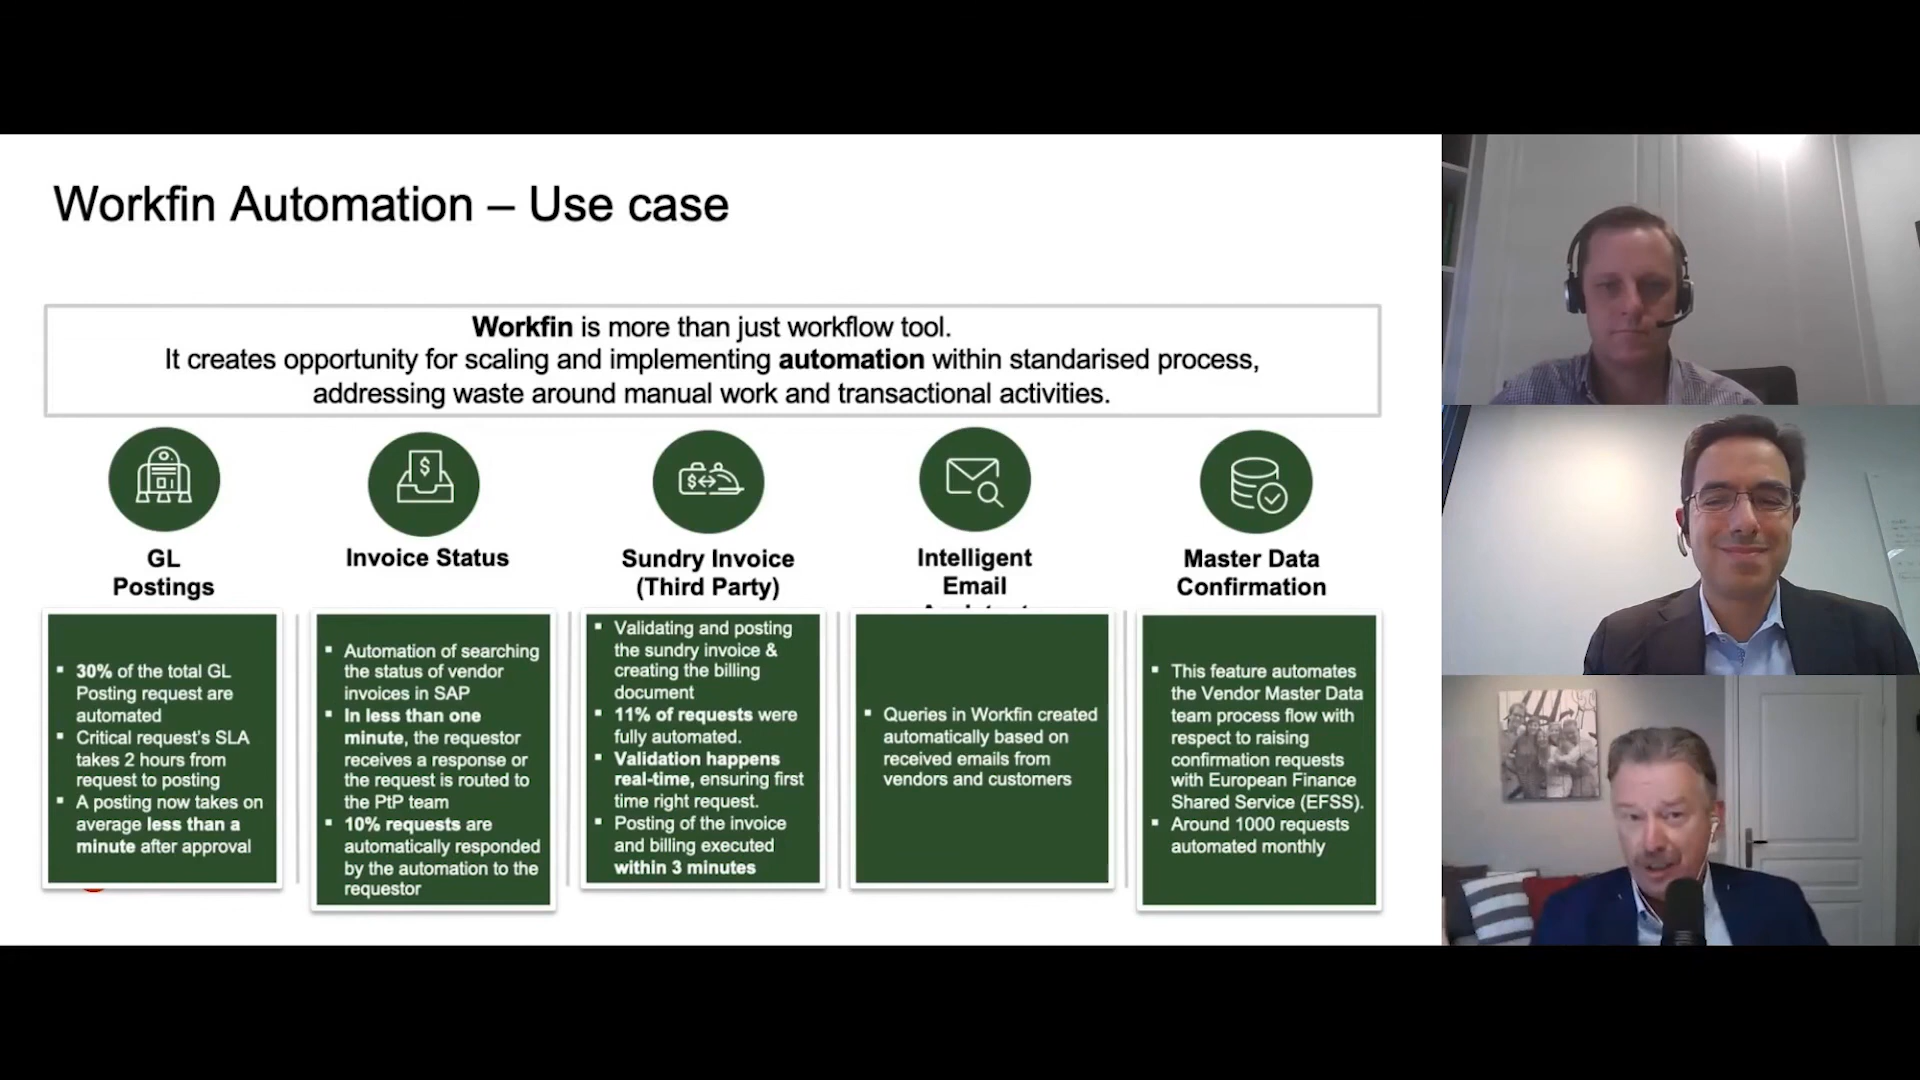 Workfin Automation – Use case
Workfin is more than just workflow tool.
It creates opportunity for scaling and implementing automation within standarised process,
addressing waste around manual work and transactional activities.
GL
Postings
▪ 30% of the total GL
Posting request are
automated
▪ Critical request's SLA
takes 2 hours from
request to posting
▪ A posting now takes on
average less than a
minute after approval
Invoice Status
▪ Automation of searching
the status of vendor
invoices in SAP
▪ In less than one
minute, the requestor
receives a response or
the request is routed to
the PtP team
▪ 10% requests are
automatically responded
by the automation to the
requestor
Sundry Invoice
(Third Party)
▪ Validating and posting
the sundry invoice &
creating the billing
document
▪ 11% of requests were
fully automated.
▪ Validation happens
real-time, ensuring first
time right request.
▪ Posting of the invoice
and billing executed
within 3 minutes
Intelligent
Email
▪ Queries in Workfin created
automatically based on
received emails from
vendors and customers
Master Data
Confirmation
▪ This feature automates
the Vendor Master Data
team process flow with
respect to raising
confirmation requests
with European Finance
Shared Service (EFSS).
▪ Around 1000 requests
automated monthly